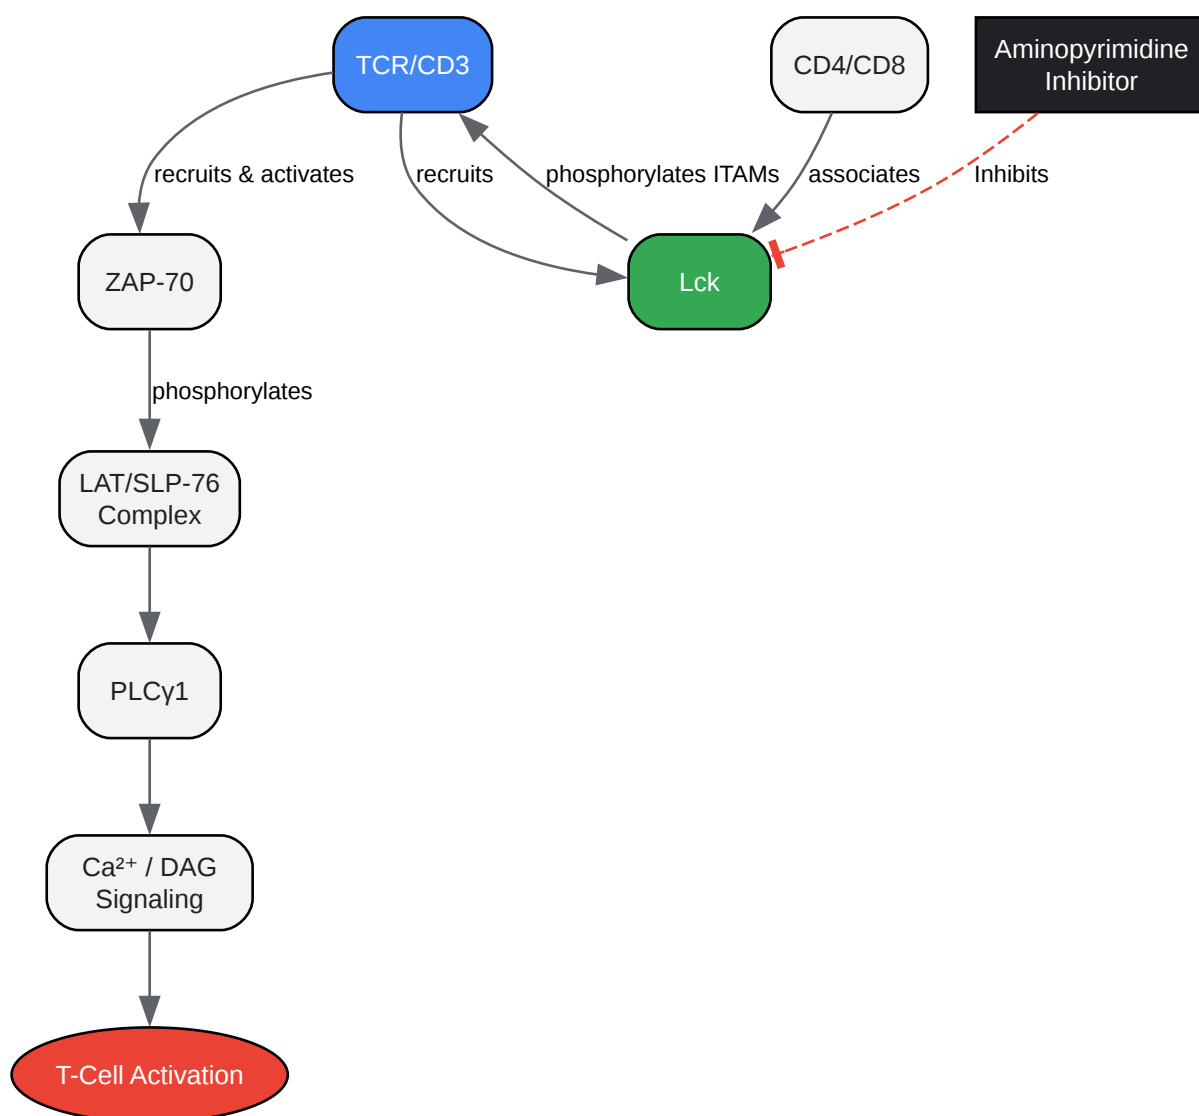 TCR/CD3
CD4/CD8
Aminopyrimidine
Inhibitor
recruits & activates
recruits
phosphorylates ITAMs
associates
Inhibits
ZAP-70
Lck
phosphorylates
LAT/SLP-76
Complex
PLCγ1
Ca²⁺ / DAG
Signaling
T-Cell Activation